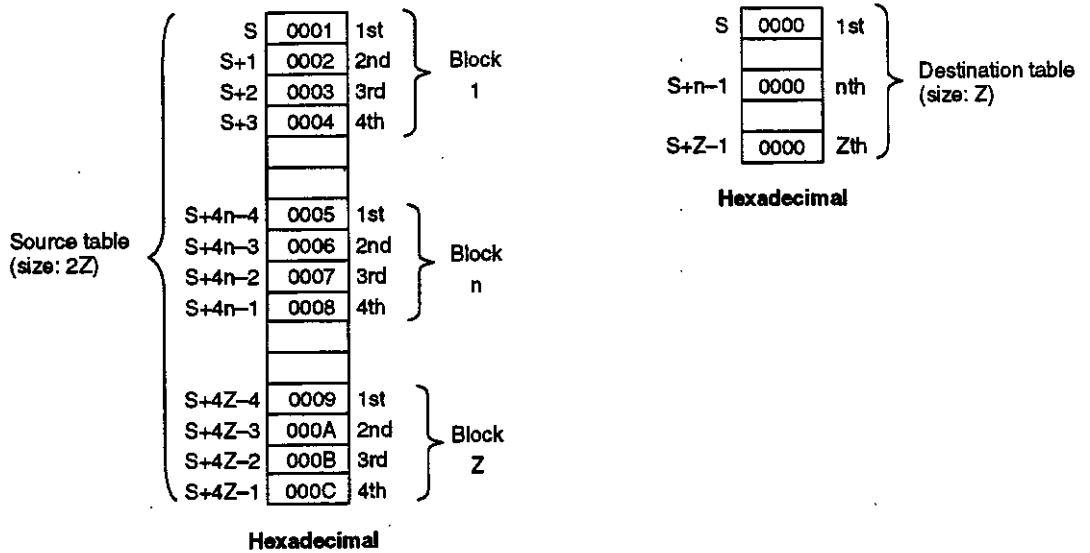 S 0001 1st
S+1 0002 2nd
S+2 0003 3rd
S+3 0004 4th
Block
1
S+4n–4 0005 1st
S+4n–3 0006 2nd
S+4n–2 0007 3rd
S+4n–1 0008 4th
Block
n
Source table
(size: 2Z)
S+4Z–4 0009 1st
S+4Z–3 000A 2nd
S+4Z–2 000B 3rd
S+4Z–1 000C 4th
Block
Z
Hexadecimal
S 0000 1st
S+n–1 0000 nth
S+Z–1 0000 Zth
Destination table
(size: Z)
Hexadecimal